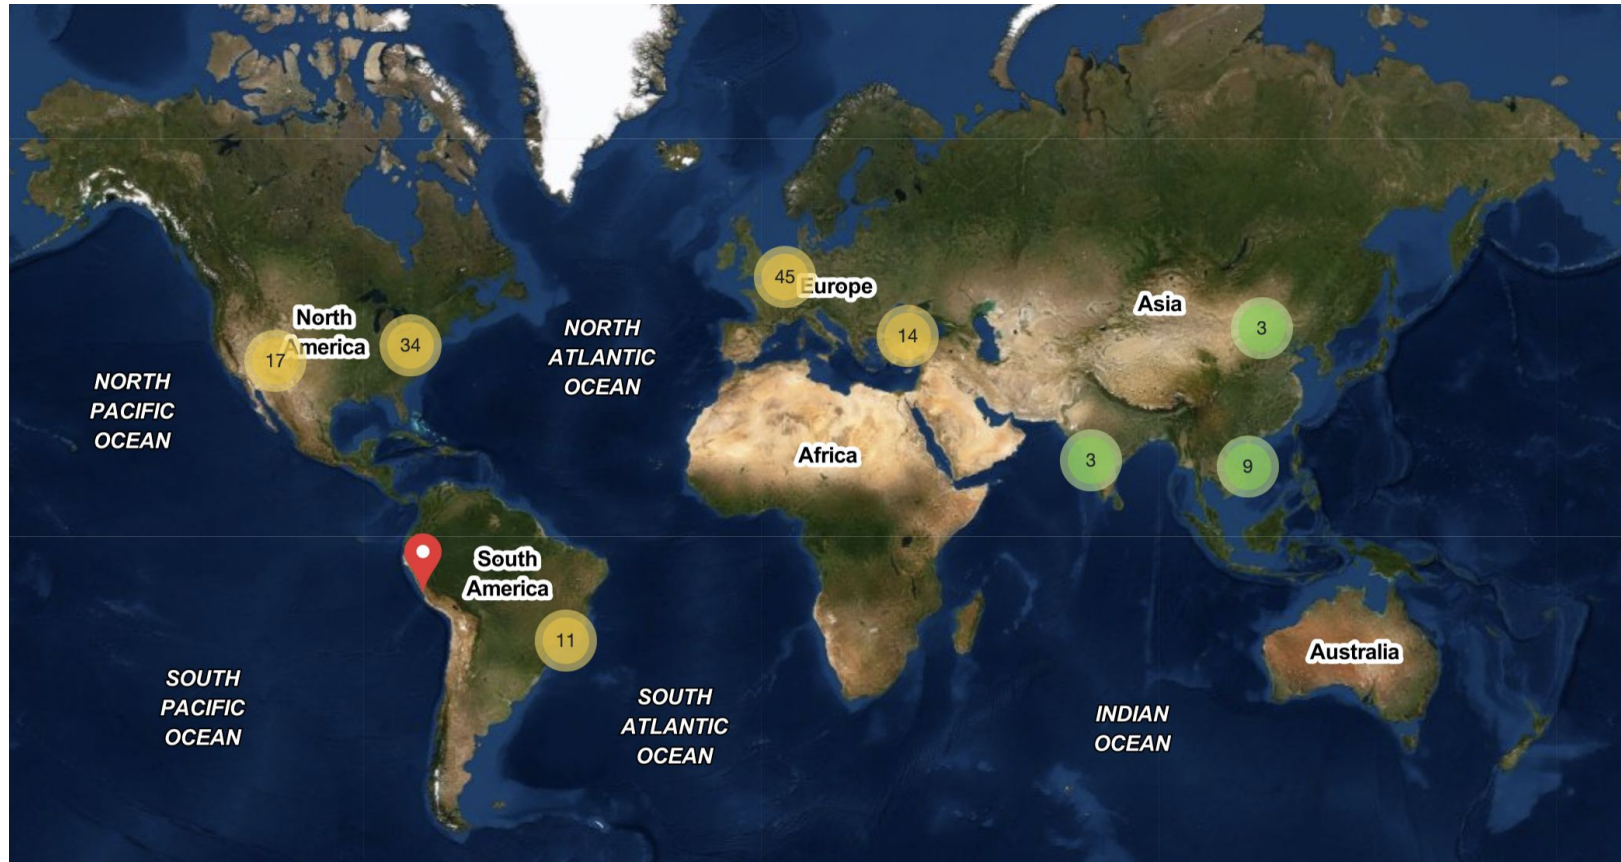 45
Europe
Asia
North
America
17
34
14
3
NORTH
ATLANTIC
OCEAN
NORTH
PACIFIC
OCEAN
Africa
3
9
South
America
11
Australia
SOUTH
PACIFIC
OCEAN
SOUTH
ATLANTIC
OCEAN
INDIAN
OCEAN